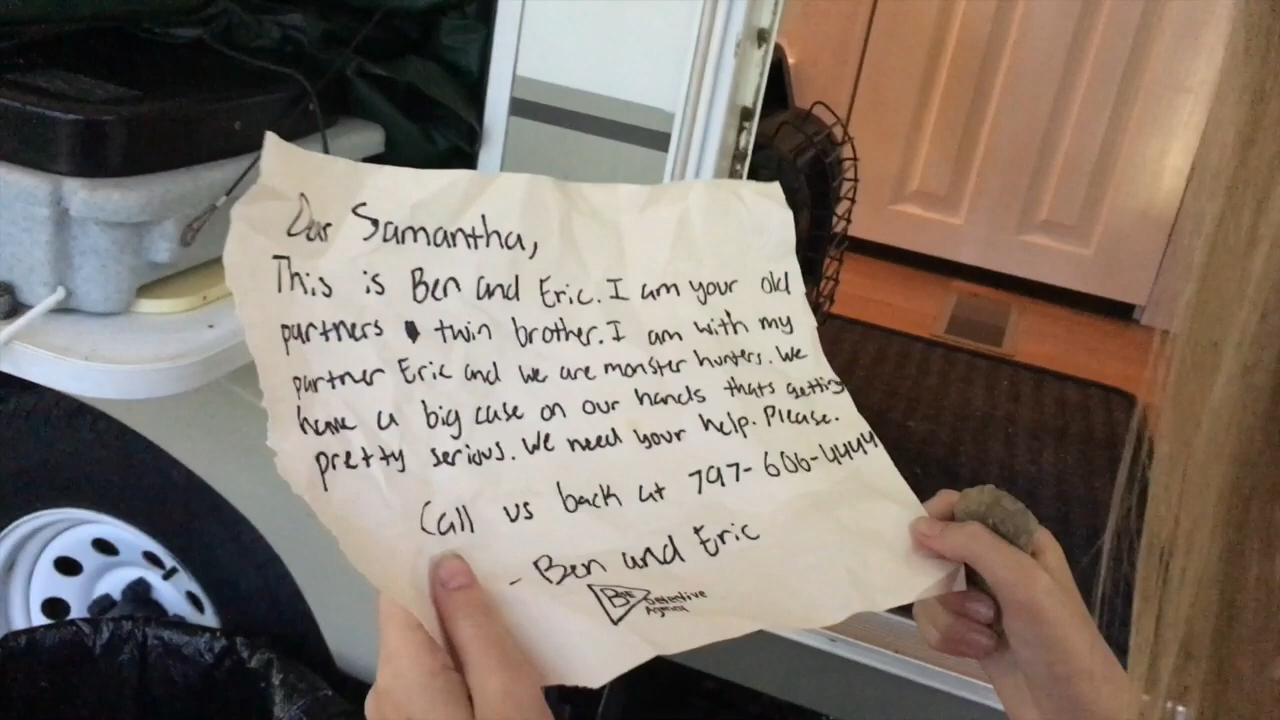 Dear Samantha,
This is Ben and Eric. I am your old
partners twin brother. I am with my
partner Eric and we are monster hunters. We
have a big case on our hands thats getting
pretty serious. We need your help. Please.
Call us back at 797-606-4444
- Ben and Eric
B&E Detective
Agency